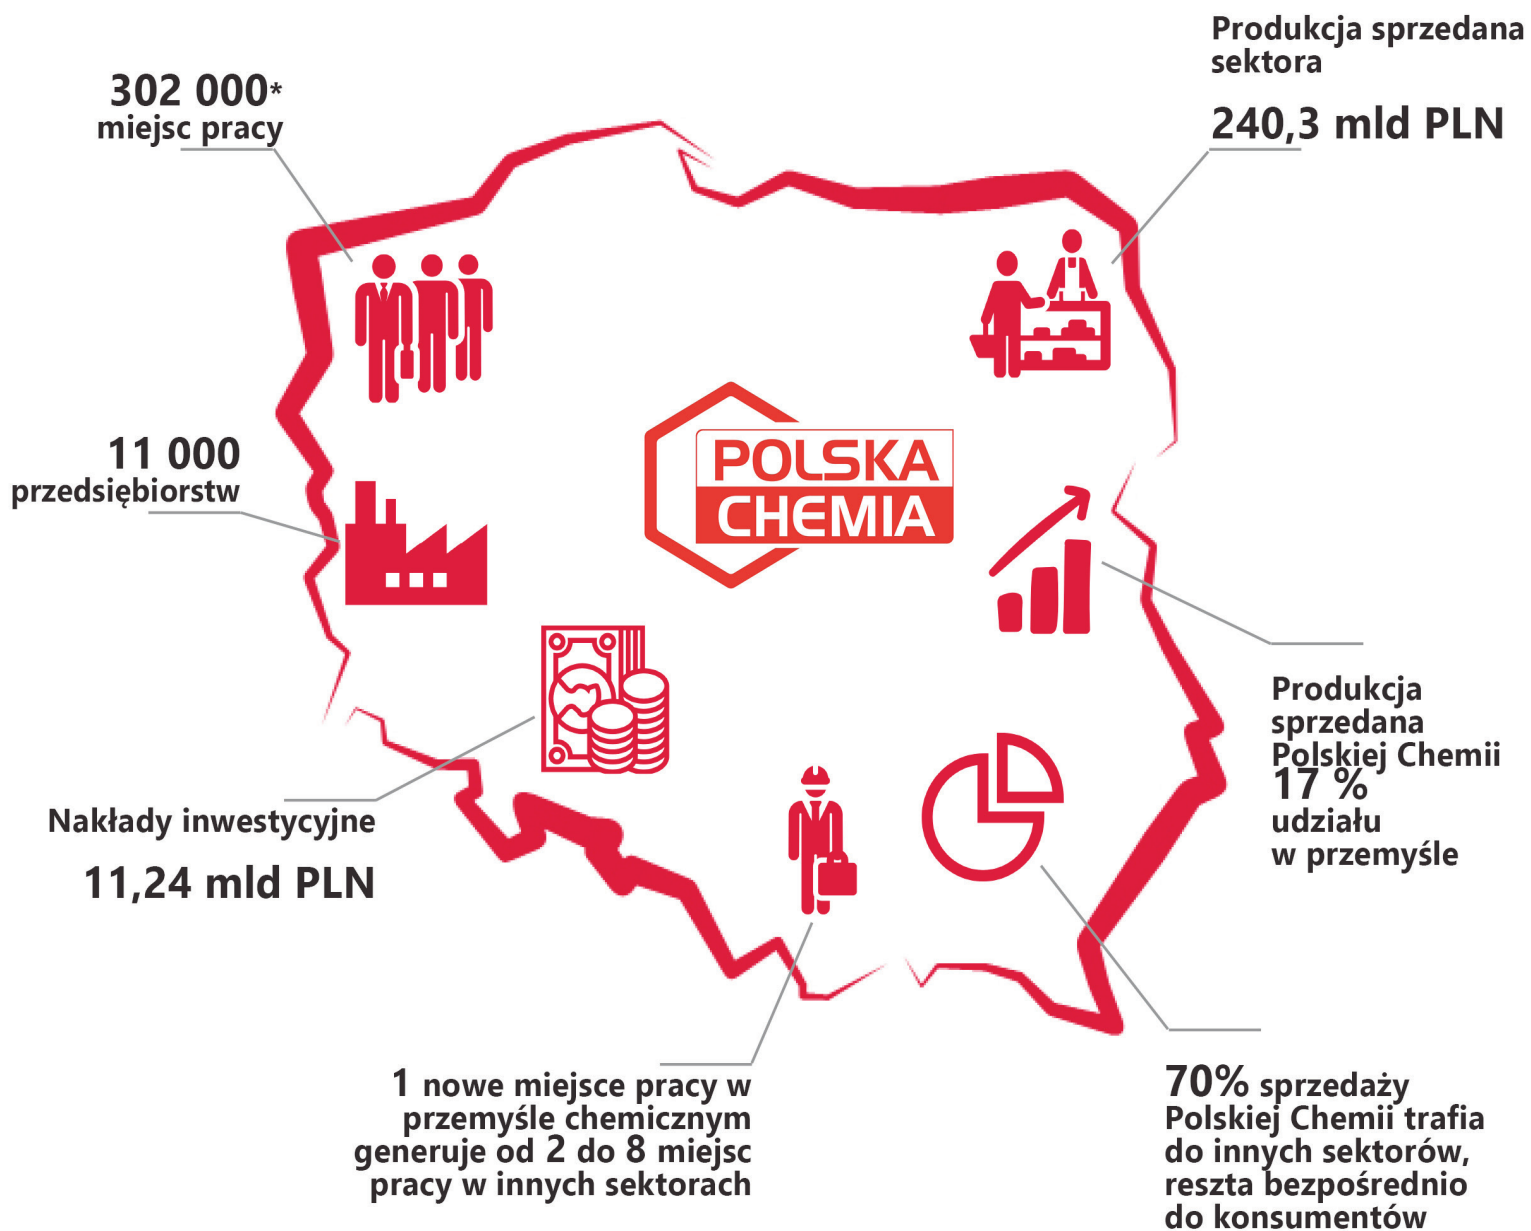 302 000*
miejsc pracy
Produkcja sprzedana
sektora
240,3 mld PLN
11 000
przedsiębiorstw
POLSKA
CHEMIA
Produkcja
sprzedana
Polskiej Chemii
17 %
udziału
w przemyśle
Nakłady inwestycyjne
11,24 mld PLN
1 nowe miejsce pracy w
przemyśle chemicznym
generuje od 2 do 8 miejsc
pracy w innych sektorach
70% sprzedaży
Polskiej Chemii trafia
do innych sektorów,
reszta bezpośrednio
do konsumentów